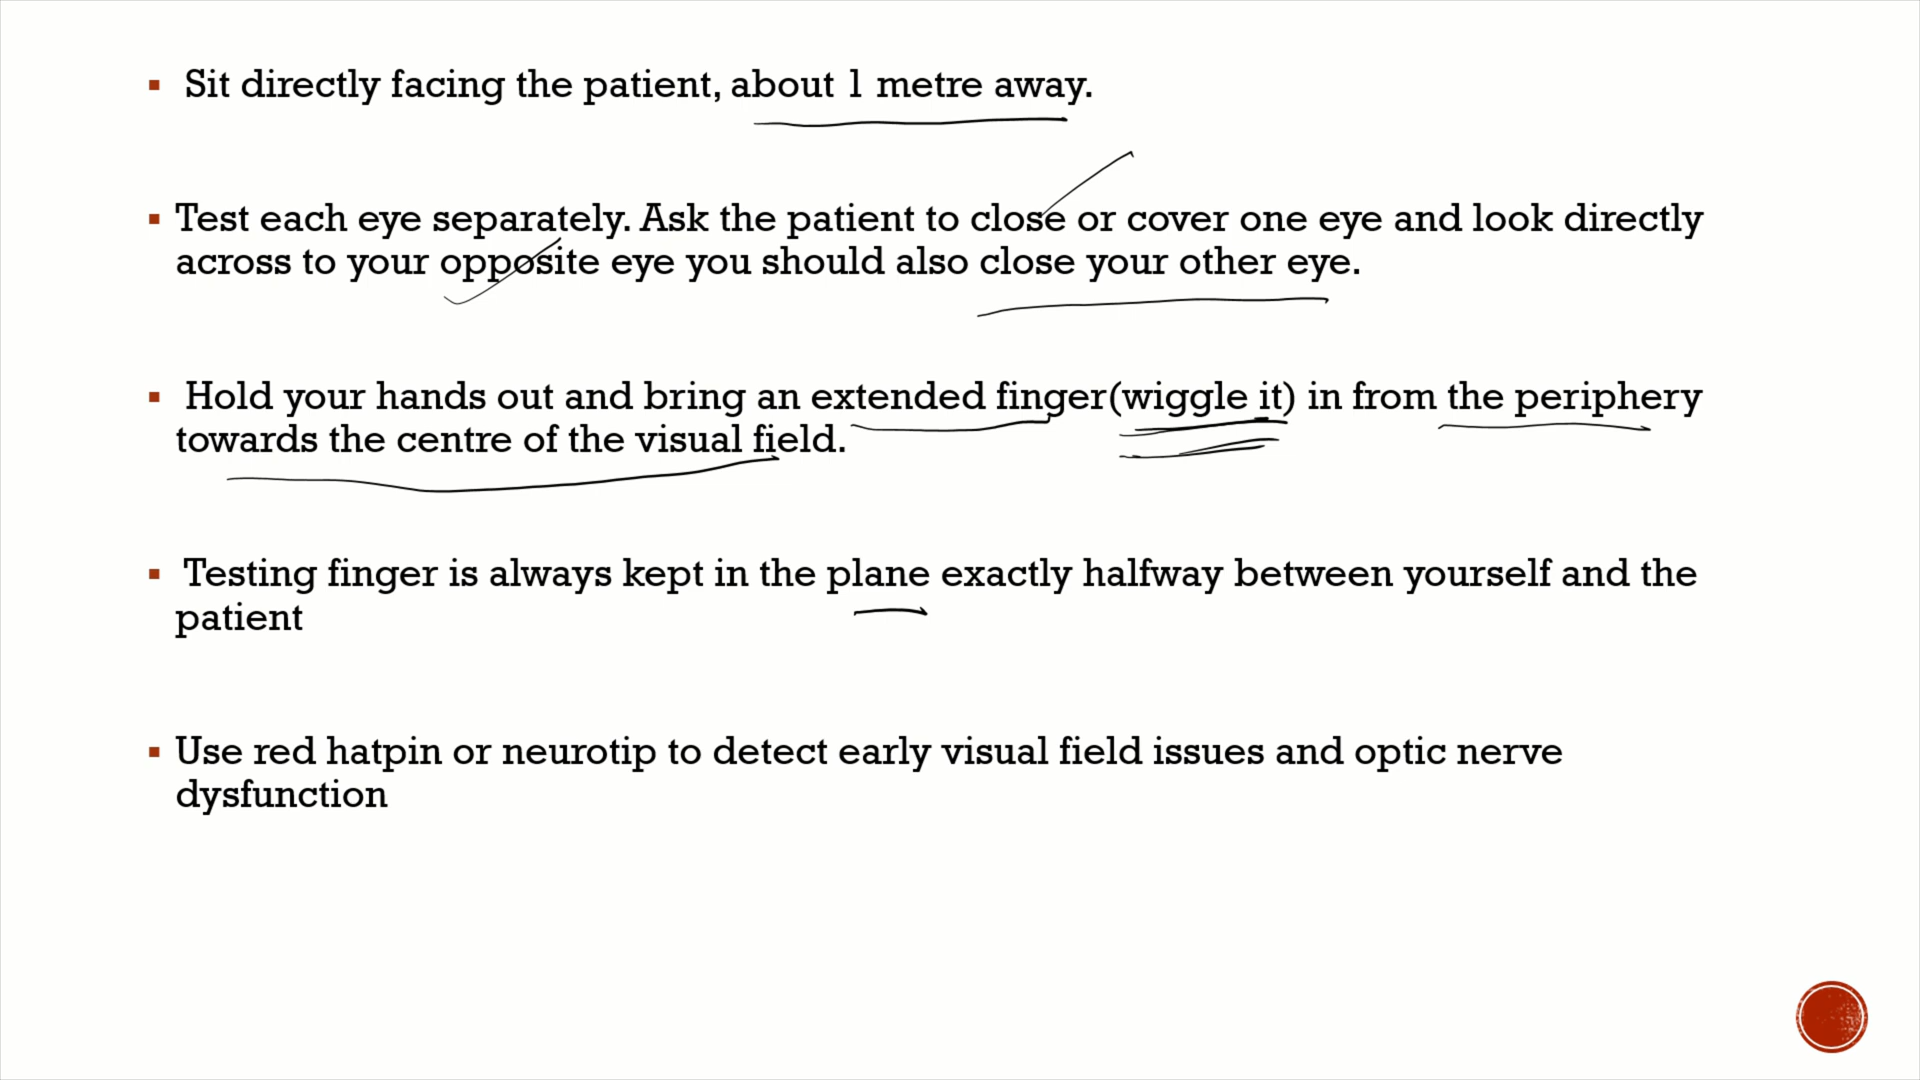 Sit directly facing the patient, about 1 metre away.
Test each eye separately. Ask the patient to close or cover one eye and look directly
across to your opposite eye you should also close your other eye.
Hold your hands out and bring an extended finger(wiggle it) in from the periphery
towards the centre of the visual field.
Testing finger is always kept in the plane exactly halfway between yourself and the
patient
Use red hatpin or neurotip to detect early visual field issues and optic nerve
dysfunction